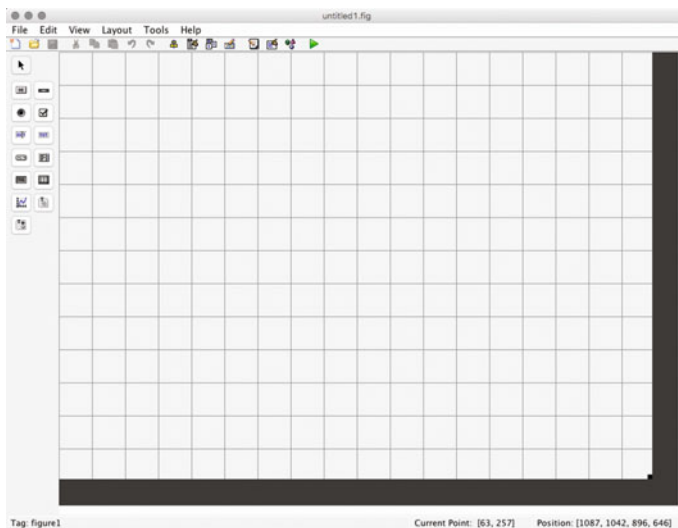 untitled1.fig
File Edit View Layout Tools Help
Tag: figure1 Current Point: [63, 257] Position: [1087, 1042, 896, 646]